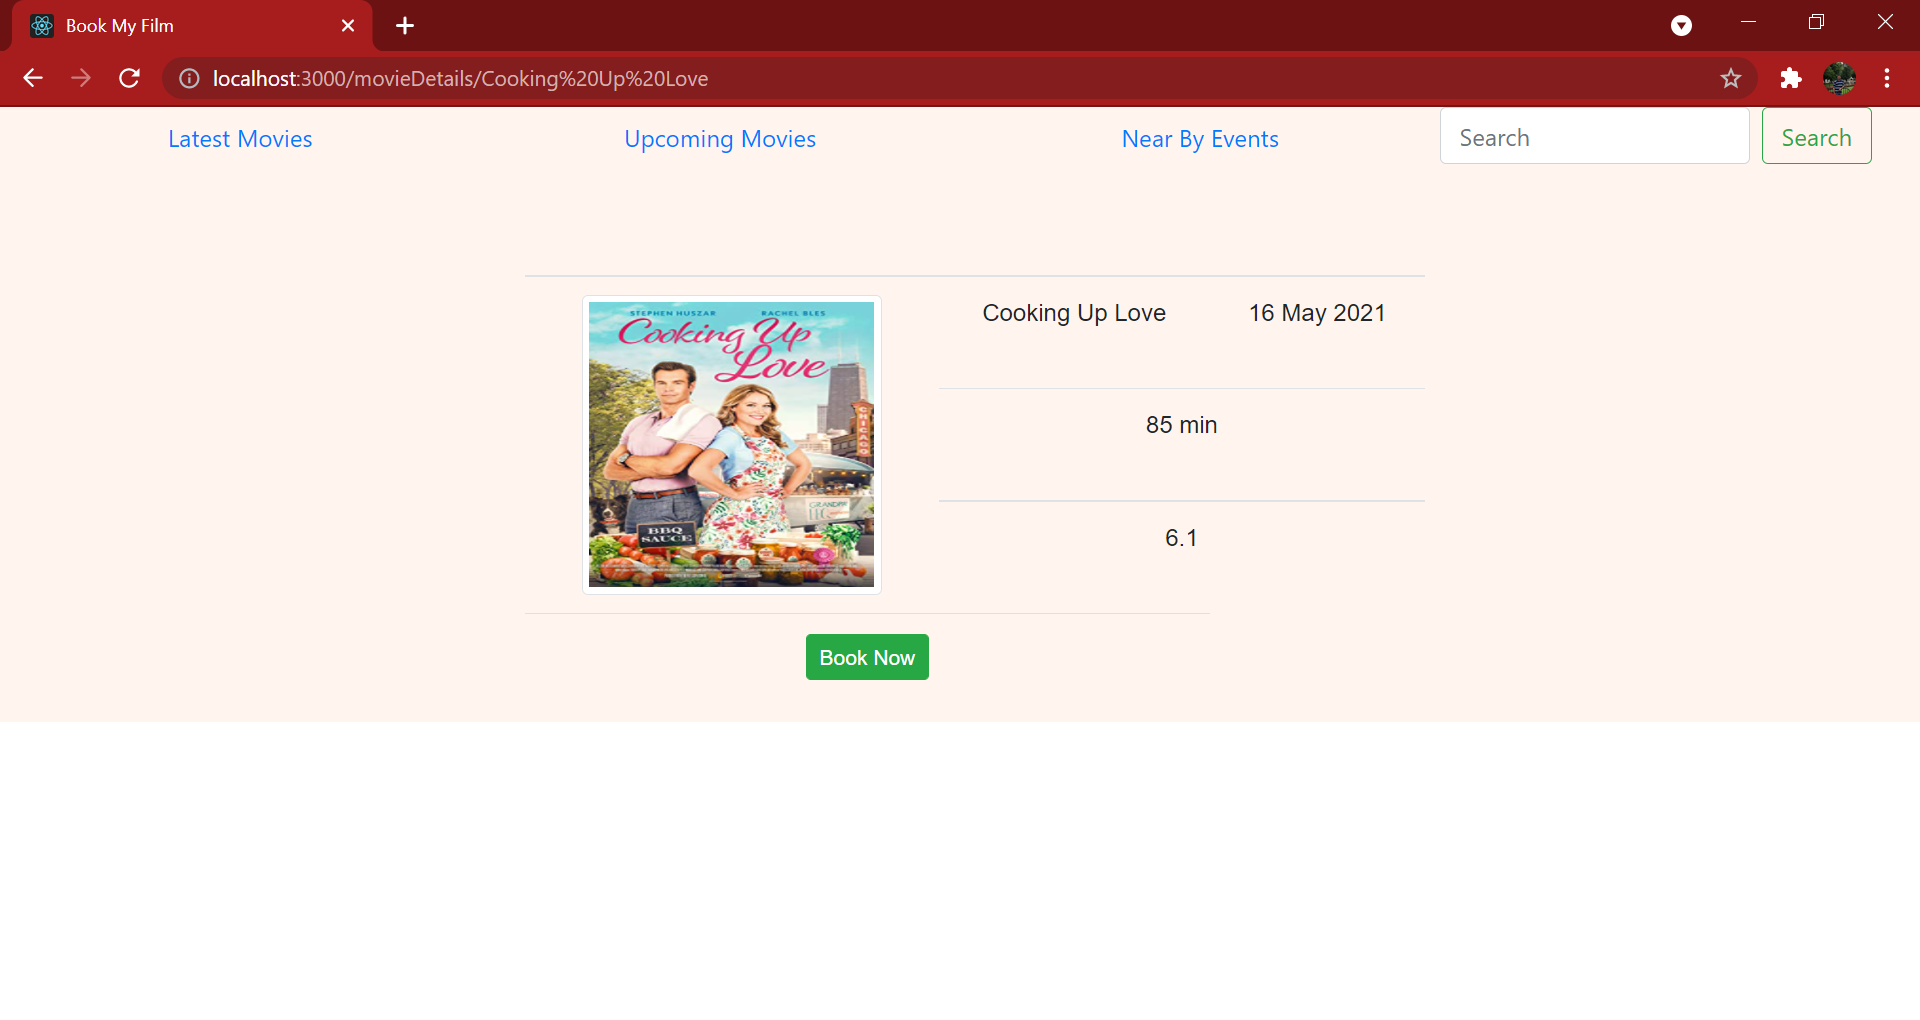 Book My Film
localhost:3000/movieDetails/Cooking%20Up%20Love
Latest Movies
Upcoming Movies
Near By Events
Search
Search
STEPHEN HUSZAR RACHEL BLES
Cooking Up
Love
CHICAGO
BBQ
SAUCE
Cooking Up Love
16 May 2021
85 min
6.1
Book Now